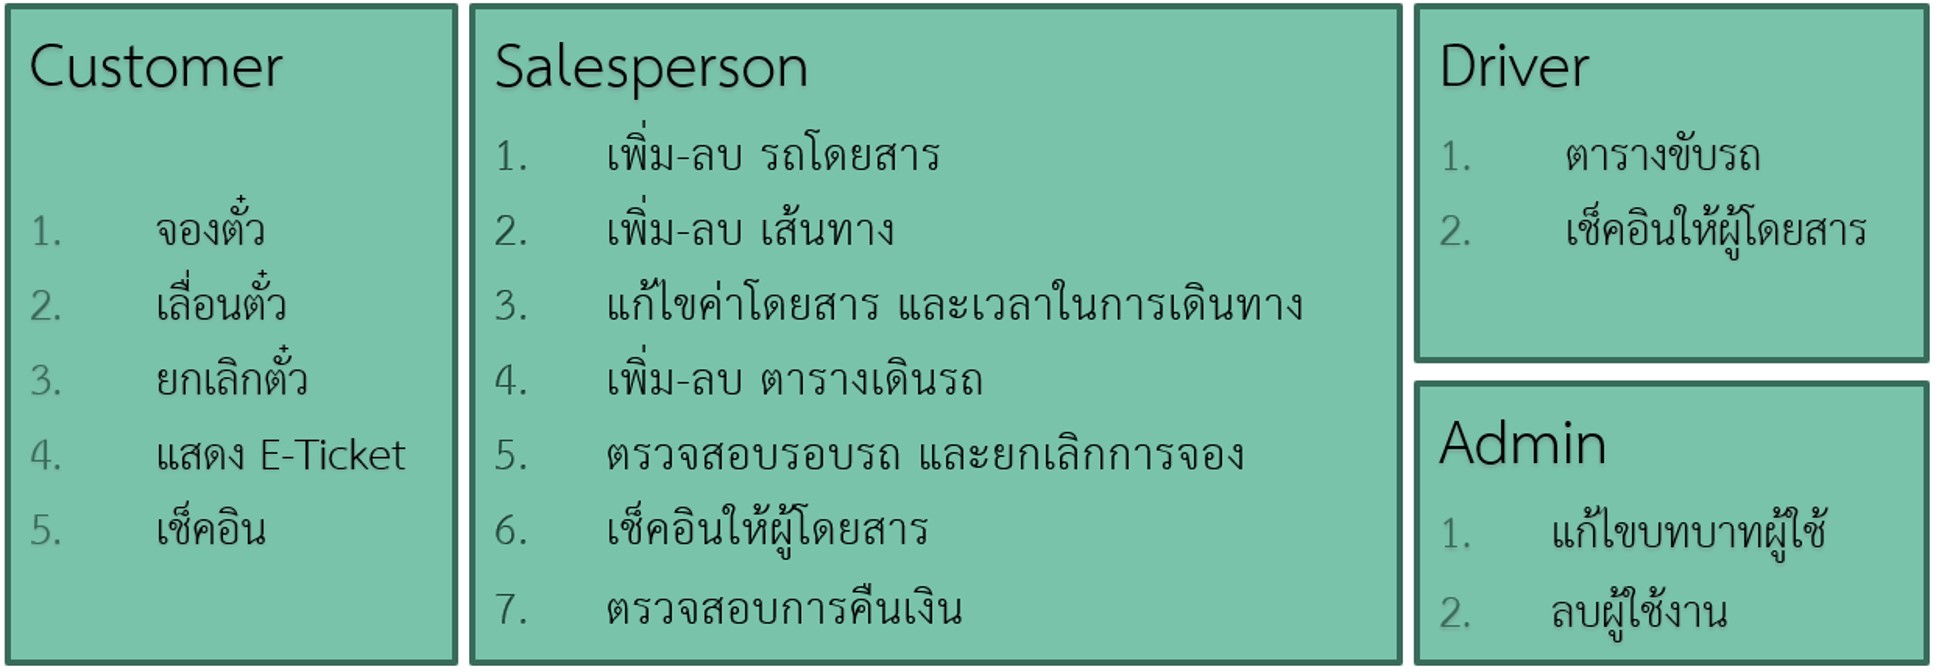 Customer
1. จองตั๋ว
2. เลื่อนตั๋ว
3. ยกเลิกตั๋ว
4. แสดง E-Ticket
5. เช็คอิน
Salesperson
1. เพิ่ม-ลบ รถโดยสาร
2. เพิ่ม-ลบ เส้นทาง
3. แก้ไขค่าโดยสาร และเวลาในการเดินทาง
4. เพิ่ม-ลบ ตารางเดินรถ
5. ตรวจสอบรอบรถ และยกเลิกการจอง
6. เช็คอินให้ผู้โดยสาร
7. ตรวจสอบการคืนเงิน
Driver
1. ตารางขับรถ
2. เช็คอินให้ผู้โดยสาร
Admin
1. แก้ไขบทบาทผู้ใช้
2. ลบผู้ใช้งาน